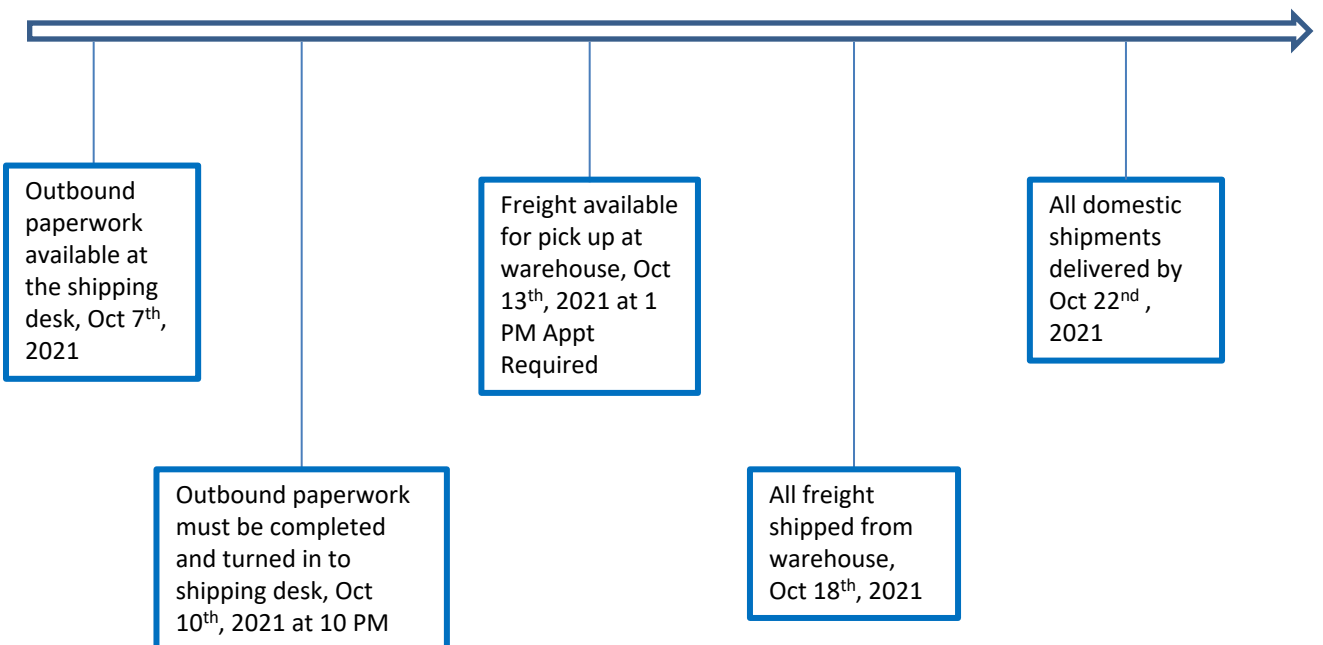 Outbound
paperwork
available at
the shipping
desk, Oct 7th,
2021
Outbound paperwork
must be completed
and turned in to
shipping desk, Oct
10th, 2021 at 10 PM
Freight available
for pick up at
warehouse, Oct
13th, 2021 at 1
PM Appt
Required
All freight
shipped from
warehouse,
Oct 18th, 2021
All domestic
shipments
delivered by
Oct 22nd ,
2021